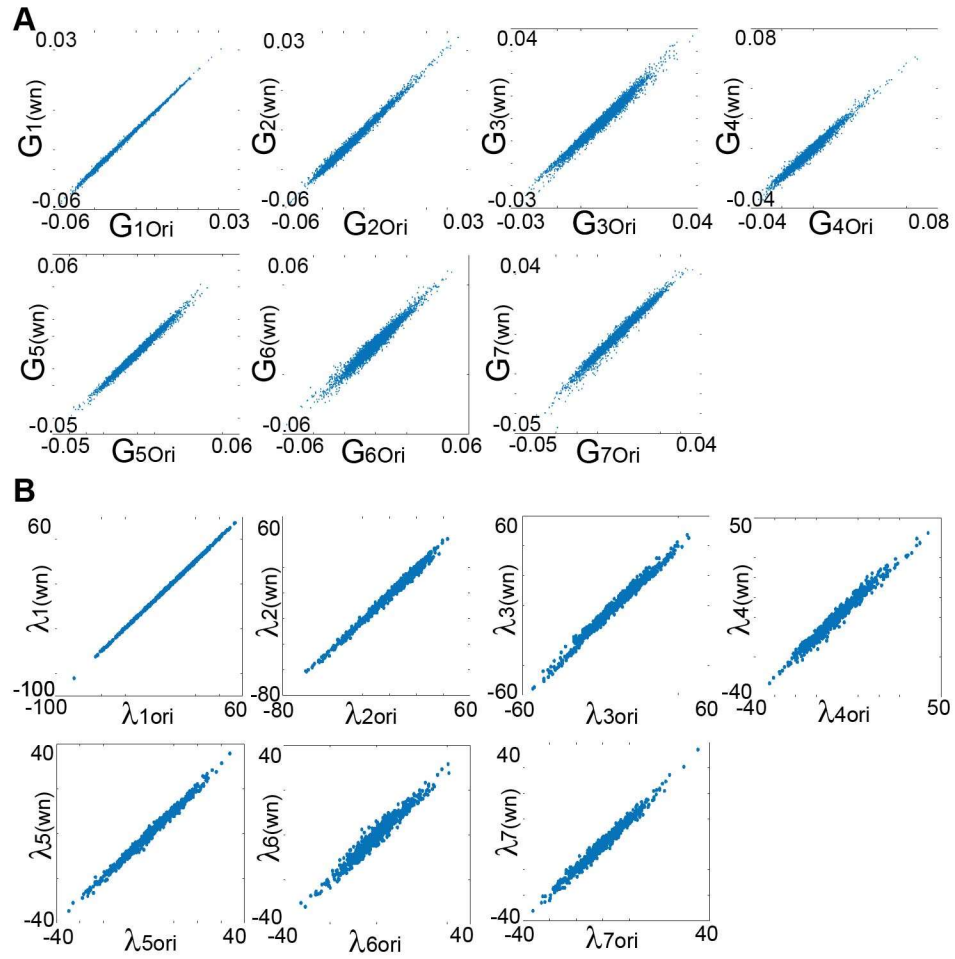 A
0.03
G1(wn)
-0.06
-0.06
0.03
G1Ori
0.03
G2(wn)
-0.06
-0.06
0.03
G2Ori
0.04
G3(wn)
-0.03
-0.03
0.04
G3Ori
0.08
G4(wn)
-0.04
-0.04
0.08
G4Ori
0.06
G5(wn)
-0.05
-0.05
0.06
G5Ori
0.06
G6(wn)
-0.06
-0.06
0.06
G6Ori
0.04
G7(wn)
-0.05
-0.05
0.04
G7Ori
B
60
λ1(wn)
-100
-100
60
λ1ori
60
λ2(wn)
-80
-80
60
λ2ori
60
λ3(wn)
-60
-60
60
λ3ori
50
λ4(wn)
-40
-40
50
λ4ori
40
λ5(wn)
-40
-40
40
λ5ori
40
λ6(wn)
-40
-40
40
λ6ori
40
λ7(wn)
-40
-40
40
λ7ori